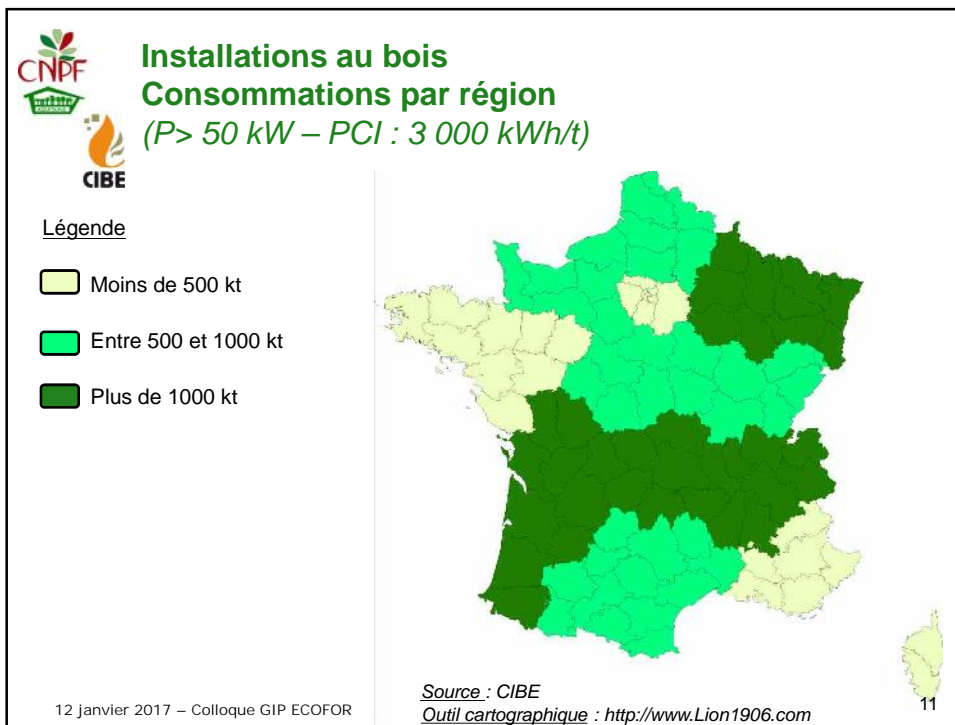 CNPF
CIBE
Installations au bois
Consommations par région
(P> 50 kW – PCI : 3 000 kWh/t)
Légende
Moins de 500 kt
Entre 500 et 1000 kt
Plus de 1000 kt
12 janvier 2017 – Colloque GIP ECOFOR
Source : CIBE
Outil cartographique : http://www.Lion1906.com
11